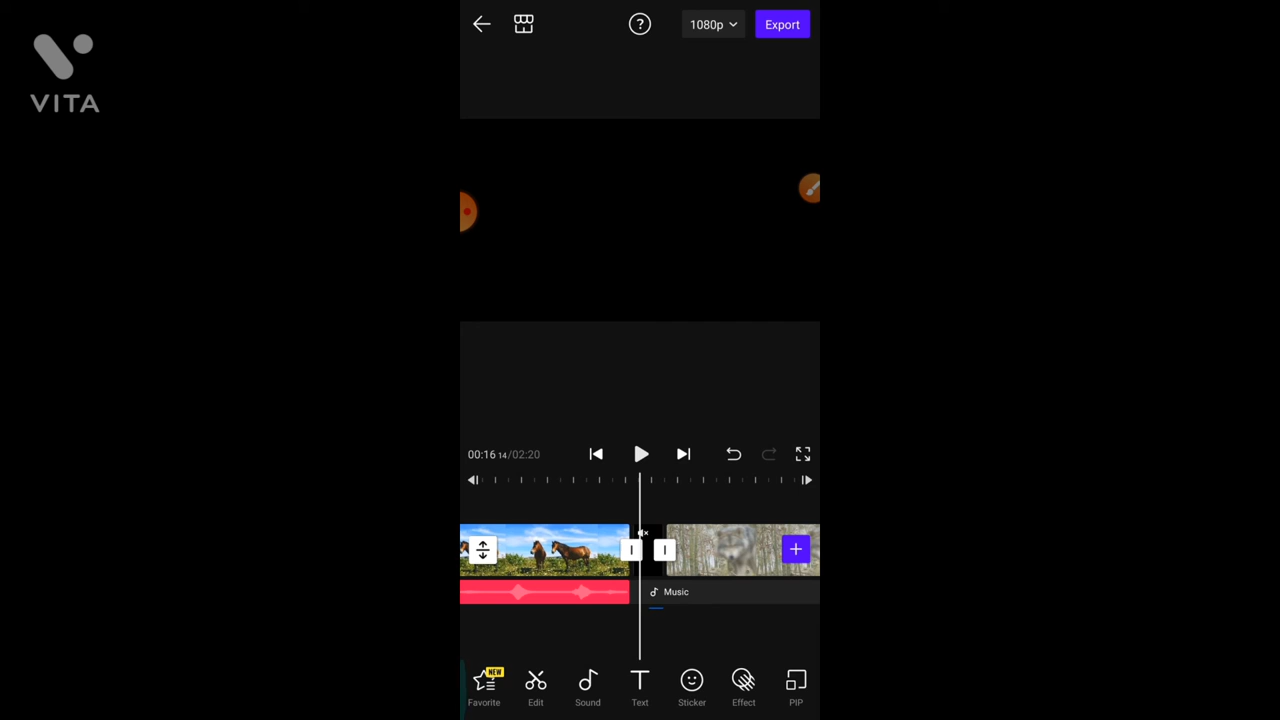 VITA
1080p
Export
00:16 14/02:20
Music
NEW
Favorite
Edit
Sound
Text
Sticker
Effect
PIP